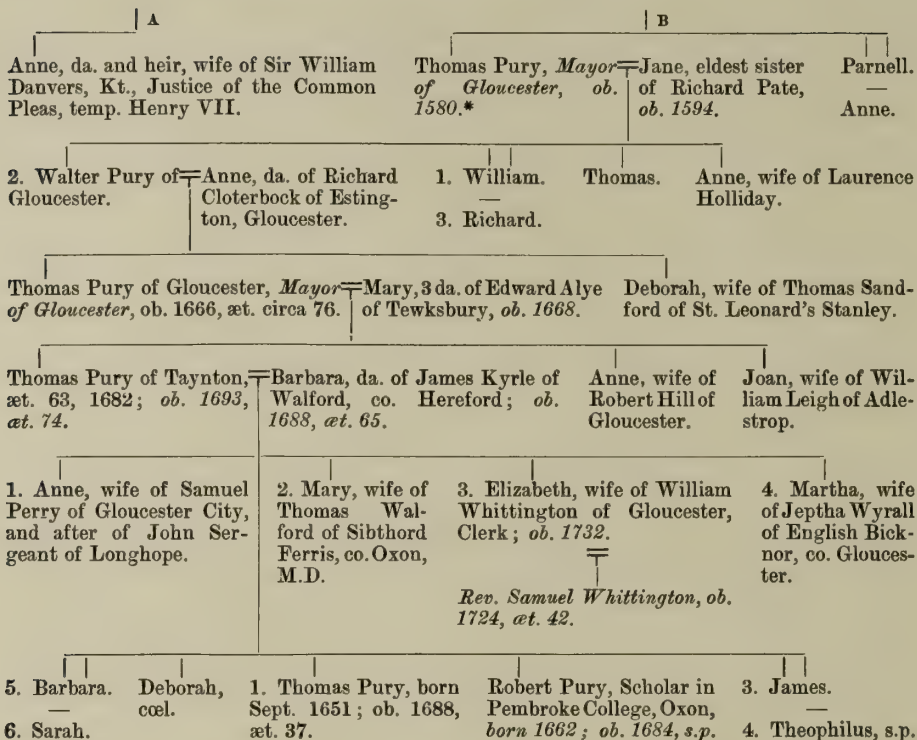 A
B
Anne, da. and heir, wife of Sir William
Danvers, Kt., Justice of the Common
Pleas, temp. Henry VII.
Thomas Pury, Mayor
of Gloucester, ob.
1580.*
Jane, eldest sister
of Richard Pate,
ob. 1594.
Parnell.
—
Anne.
2. Walter Pury of
Gloucester.
Anne, da. of Richard
Cloterbock of Esting-
ton, Gloucester.
1. William.
—
3. Richard.
Thomas.
Anne, wife of Laurence
Holliday.
Thomas Pury of Gloucester, Mayor
of Gloucester, ob. 1666, æt. circa 76.
Mary, 3 da. of Edward Alye
of Tewksbury, ob. 1668.
Deborah, wife of Thomas Sand-
ford of St. Leonard's Stanley.
Thomas Pury of Taynton,
æt. 63, 1682; ob. 1693,
æt. 74.
Barbara, da. of James Kyrle of
Walford, co. Hereford; ob.
1688, æt. 65.
Anne, wife of
Robert Hill of
Gloucester.
Joan, wife of Wil-
liam Leigh of Adle-
strop.
1. Anne, wife of Samuel
Perry of Gloucester City,
and after of John Ser-
geant of Longhope.
2. Mary, wife of
Thomas Wal-
ford of Sibthord
Ferris, co. Oxon,
M.D.
3. Elizabeth, wife of William
Whittington of Gloucester,
Clerk; ob. 1732.
Rev. Samuel Whittington, ob.
1724, æt. 42.
4. Martha, wife
of Jeptha Wyrall
of English Bick-
nor, co. Glouces-
ter.
5. Barbara.
—
6. Sarah.
Deborah,
cœl.
1. Thomas Pury, born
Sept. 1651; ob. 1688,
æt. 37.
Robert Pury, Scholar in
Pembroke College, Oxon,
born 1662; ob. 1684, s.p.
3. James.
—
4. Theophilus, s.p.